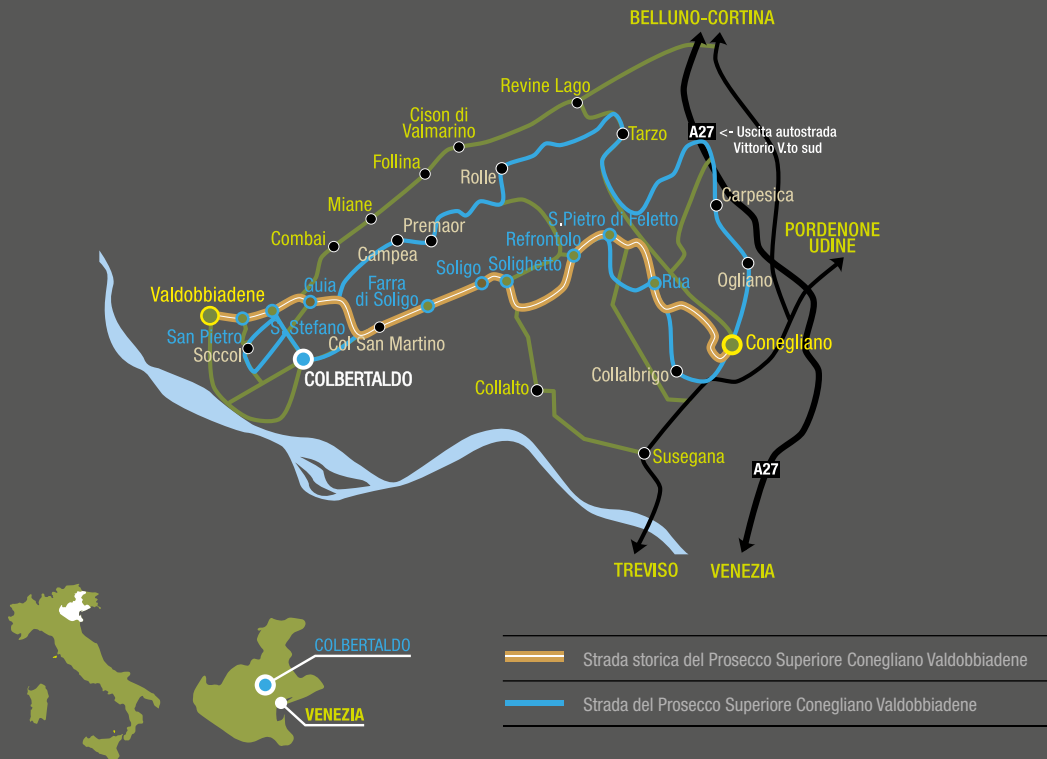 BELLUNO-CORTINA
Revine Lago
Cison di
Valmarino
Tarzo
A27 <- Uscita autostrada
Vittorio V.to sud
Follina
Rolle
Carpesica
Miane
Premaor
S.Pietro di Feletto
PORDENONE
UDINE
Combai
Campea
Refrontolo
Soligo
Solighetto
Ogliano
Valdobbiadene
Guia
Farra
di Soligo
Rua
San Pietro
S. Stefano
Soccol
Col San Martino
Conegliano
COLBERTALDO
Collalto
Collalbrigo
Susegana
A27
TREVISO
VENEZIA
COLBERTALDO
VENEZIA
Strada storica del Prosecco Superiore Conegliano Valdobbiadene
Strada del Prosecco Superiore Conegliano Valdobbiadene